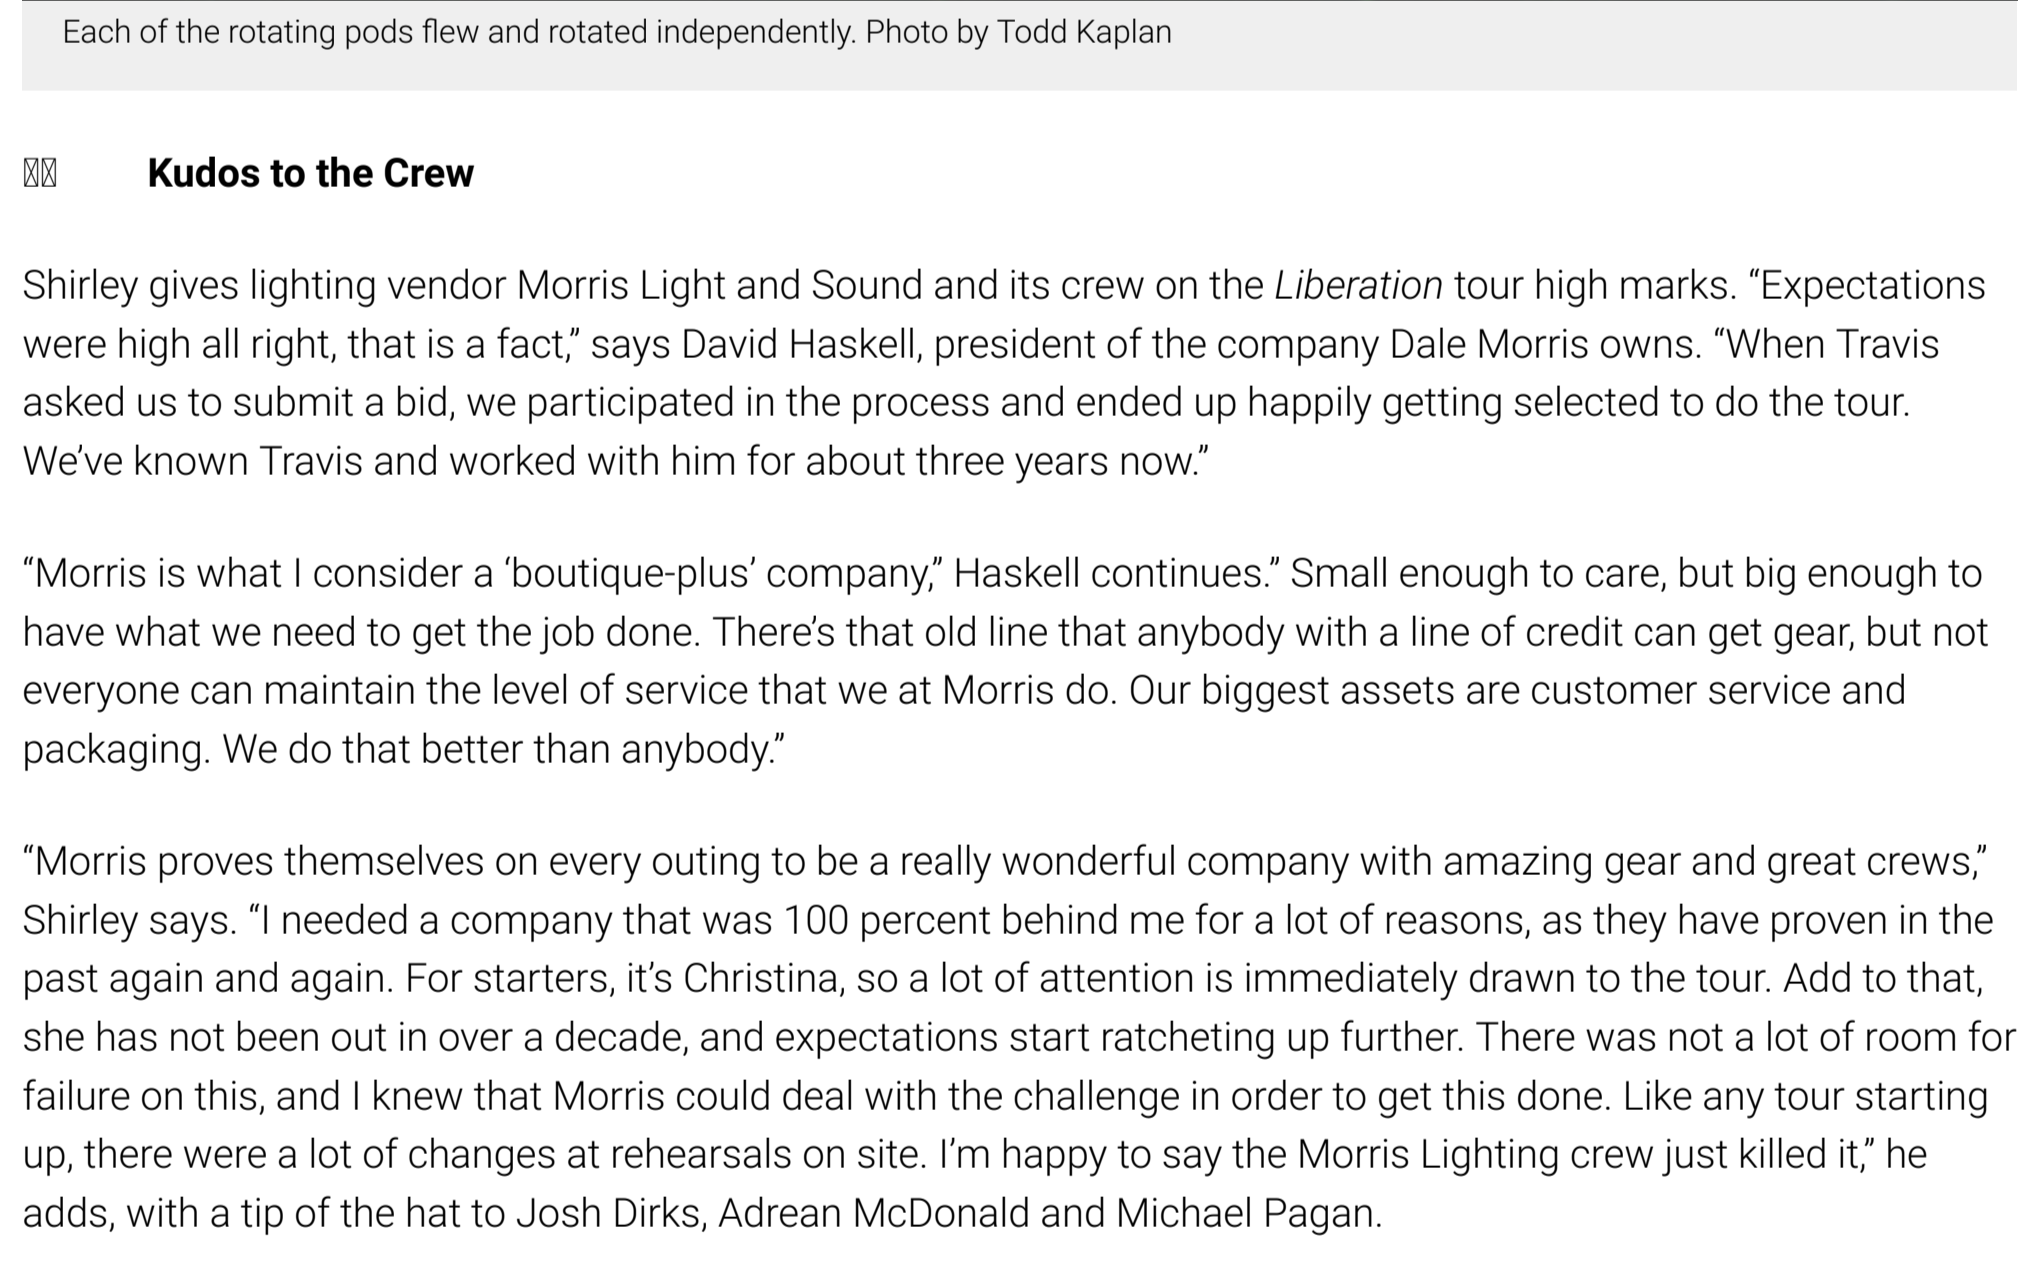 Each of the rotating pods flew and rotated independently. Photo by Todd Kaplan
Kudos to the Crew
Shirley gives lighting vendor Morris Light and Sound and its crew on the Liberation tour high marks. “Expectations
were high all right, that is a fact,” says David Haskell, president of the company Dale Morris owns. “When Travis
asked us to submit a bid, we participated in the process and ended up happily getting selected to do the tour.
We’ve known Travis and worked with him for about three years now.”
“Morris is what I consider a ‘boutique-plus’ company,” Haskell continues.” Small enough to care, but big enough to
have what we need to get the job done. There’s that old line that anybody with a line of credit can get gear, but not
everyone can maintain the level of service that we at Morris do. Our biggest assets are customer service and
packaging. We do that better than anybody.”
“Morris proves themselves on every outing to be a really wonderful company with amazing gear and great crews,”
Shirley says. “I needed a company that was 100 percent behind me for a lot of reasons, as they have proven in the
past again and again. For starters, it’s Christina, so a lot of attention is immediately drawn to the tour. Add to that,
she has not been out in over a decade, and expectations start ratcheting up further. There was not a lot of room for
failure on this, and I knew that Morris could deal with the challenge in order to get this done. Like any tour starting
up, there were a lot of changes at rehearsals on site. I’m happy to say the Morris Lighting crew just killed it,” he
adds, with a tip of the hat to Josh Dirks, Adrean McDonald and Michael Pagan.